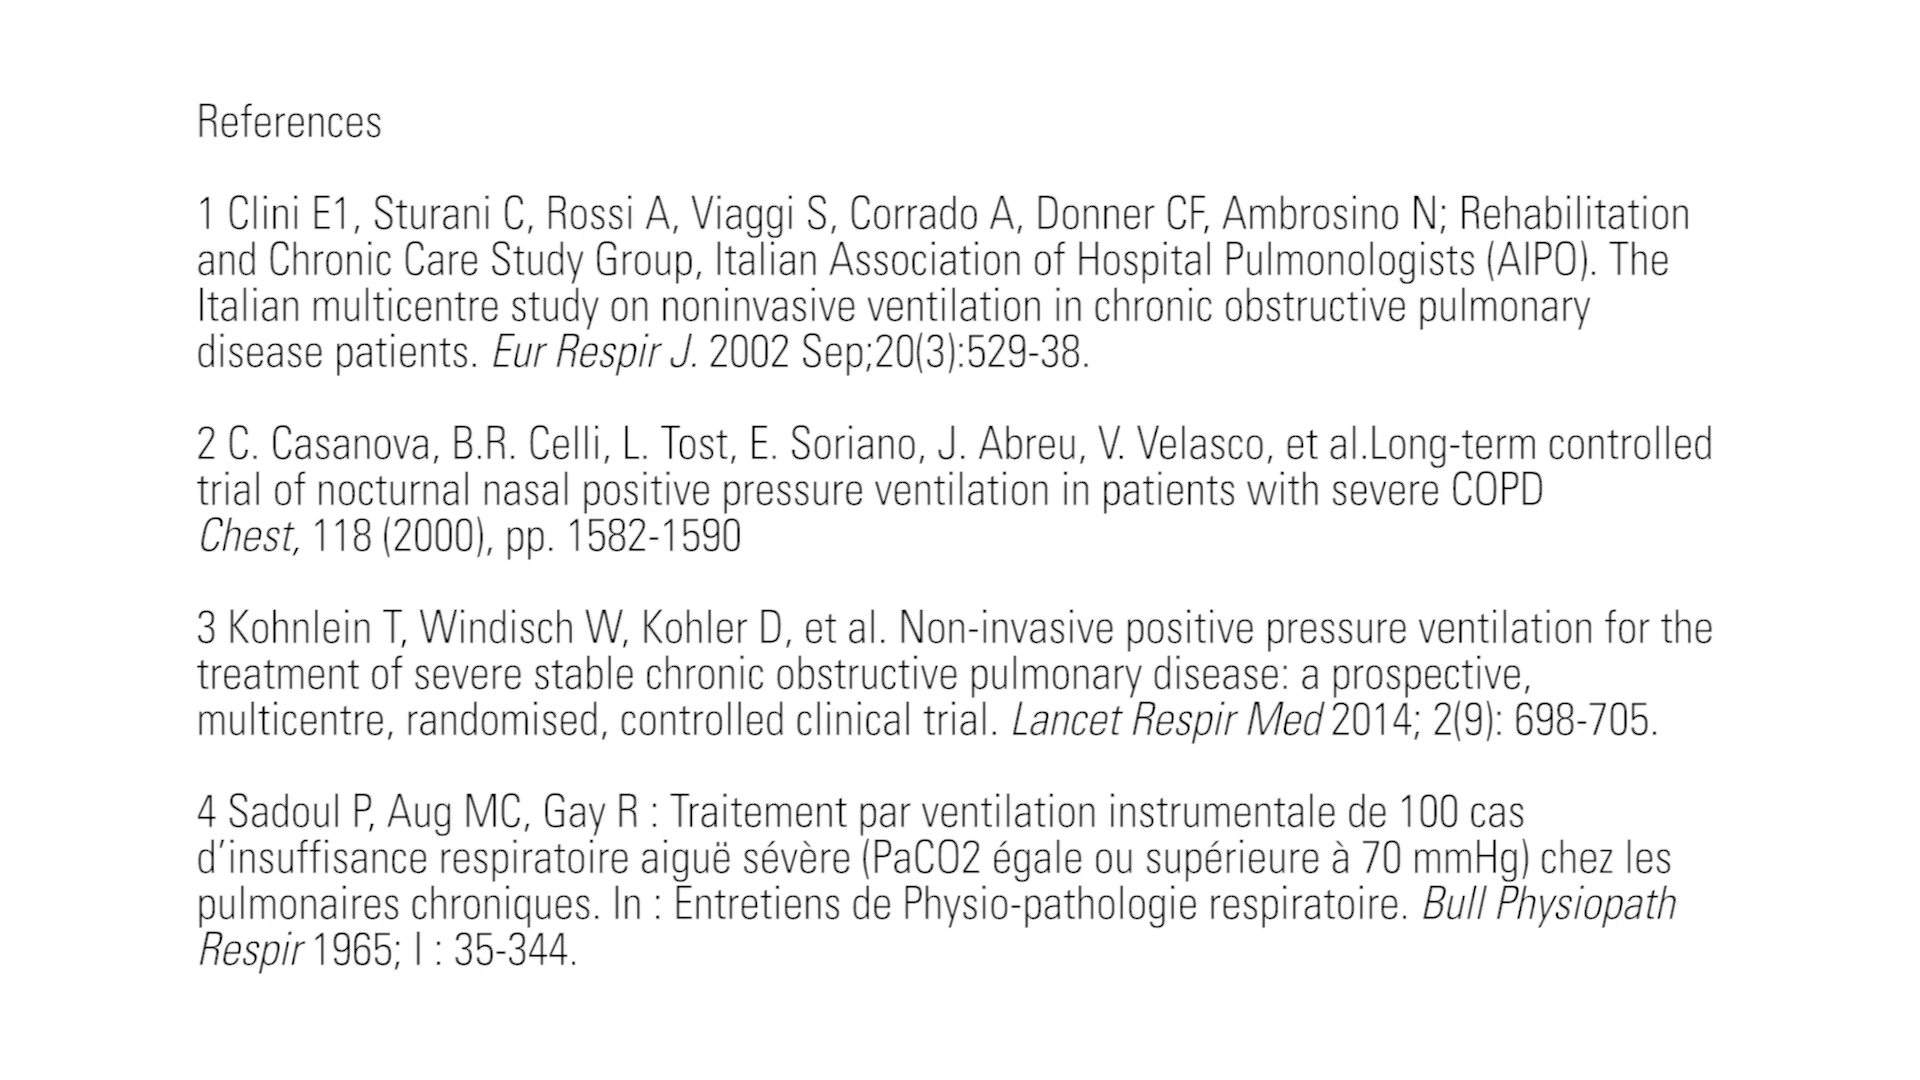 References
1 Clini E1, Sturani C, Rossi A, Viaggi S, Corrado A, Donner CF, Ambrosino N; Rehabilitation
and Chronic Care Study Group, Italian Association of Hospital Pulmonologists (AIPO). The
Italian multicentre study on noninvasive ventilation in chronic obstructive pulmonary
disease patients. Eur Respir J. 2002 Sep;20(3):529-38.
2 C. Casanova, B.R. Celli, L. Tost, E. Soriano, J. Abreu, V. Velasco, et al.Long-term controlled
trial of nocturnal nasal positive pressure ventilation in patients with severe COPD
Chest, 118 (2000), pp. 1582-1590
3 Kohnlein T, Windisch W, Kohler D, et al. Non-invasive positive pressure ventilation for the
treatment of severe stable chronic obstructive pulmonary disease: a prospective,
multicentre, randomised, controlled clinical trial. Lancet Respir Med 2014; 2(9): 698-705.
4 Sadoul P, Aug MC, Gay R : Traitement par ventilation instrumentale de 100 cas
d’insuffisance respiratoire aiguë sévère (PaCO2 égale ou supérieure à 70 mmHg) chez les
pulmonaires chroniques. In : Entretiens de Physio-pathologie respiratoire. Bull Physiopath
Respir 1965; I : 35-344.